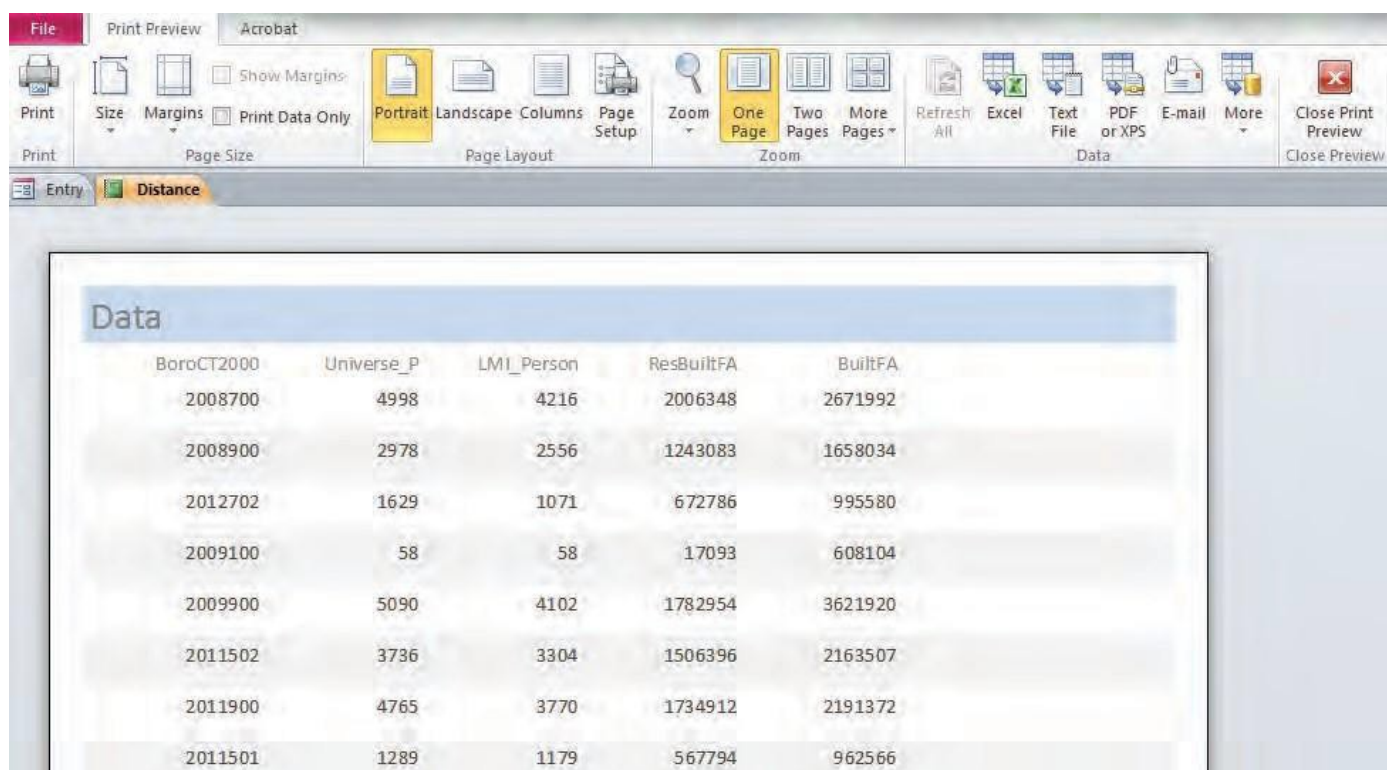 File Print Preview Acrobat
Show Margins
Print Data Only
Print Size Margins Portrait Landscape Columns Page Setup Zoom One Page Two Pages More Pages Refresh All Excel Text File PDF or XPS E-mail More Close Print Preview
Print Page Size Page Layout Zoom Data Close Preview
Entry Distance
Data
BoroCT2000 Universe_P LMI_Person ResBuiltFA BuiltFA
2008700 4998 4216 2006348 2671992
2008900 2978 2556 1243083 1658034
2012702 1629 1071 672786 995580
2009100 58 58 17093 608104
2009900 5090 4102 1782954 3621920
2011502 3736 3304 1506396 2163507
2011900 4765 3770 1734912 2191372
2011501 1289 1179 567794 962566